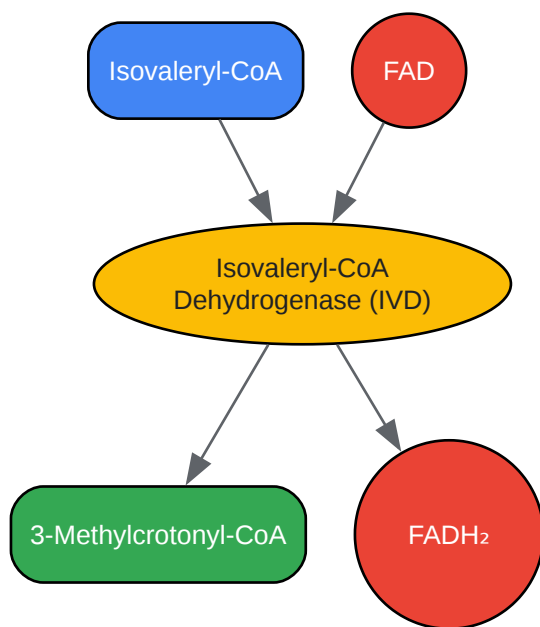 Isovaleryl-CoA
FAD
Isovaleryl-CoA
Dehydrogenase (IVD)
3-Methylcrotonyl-CoA
FADH₂